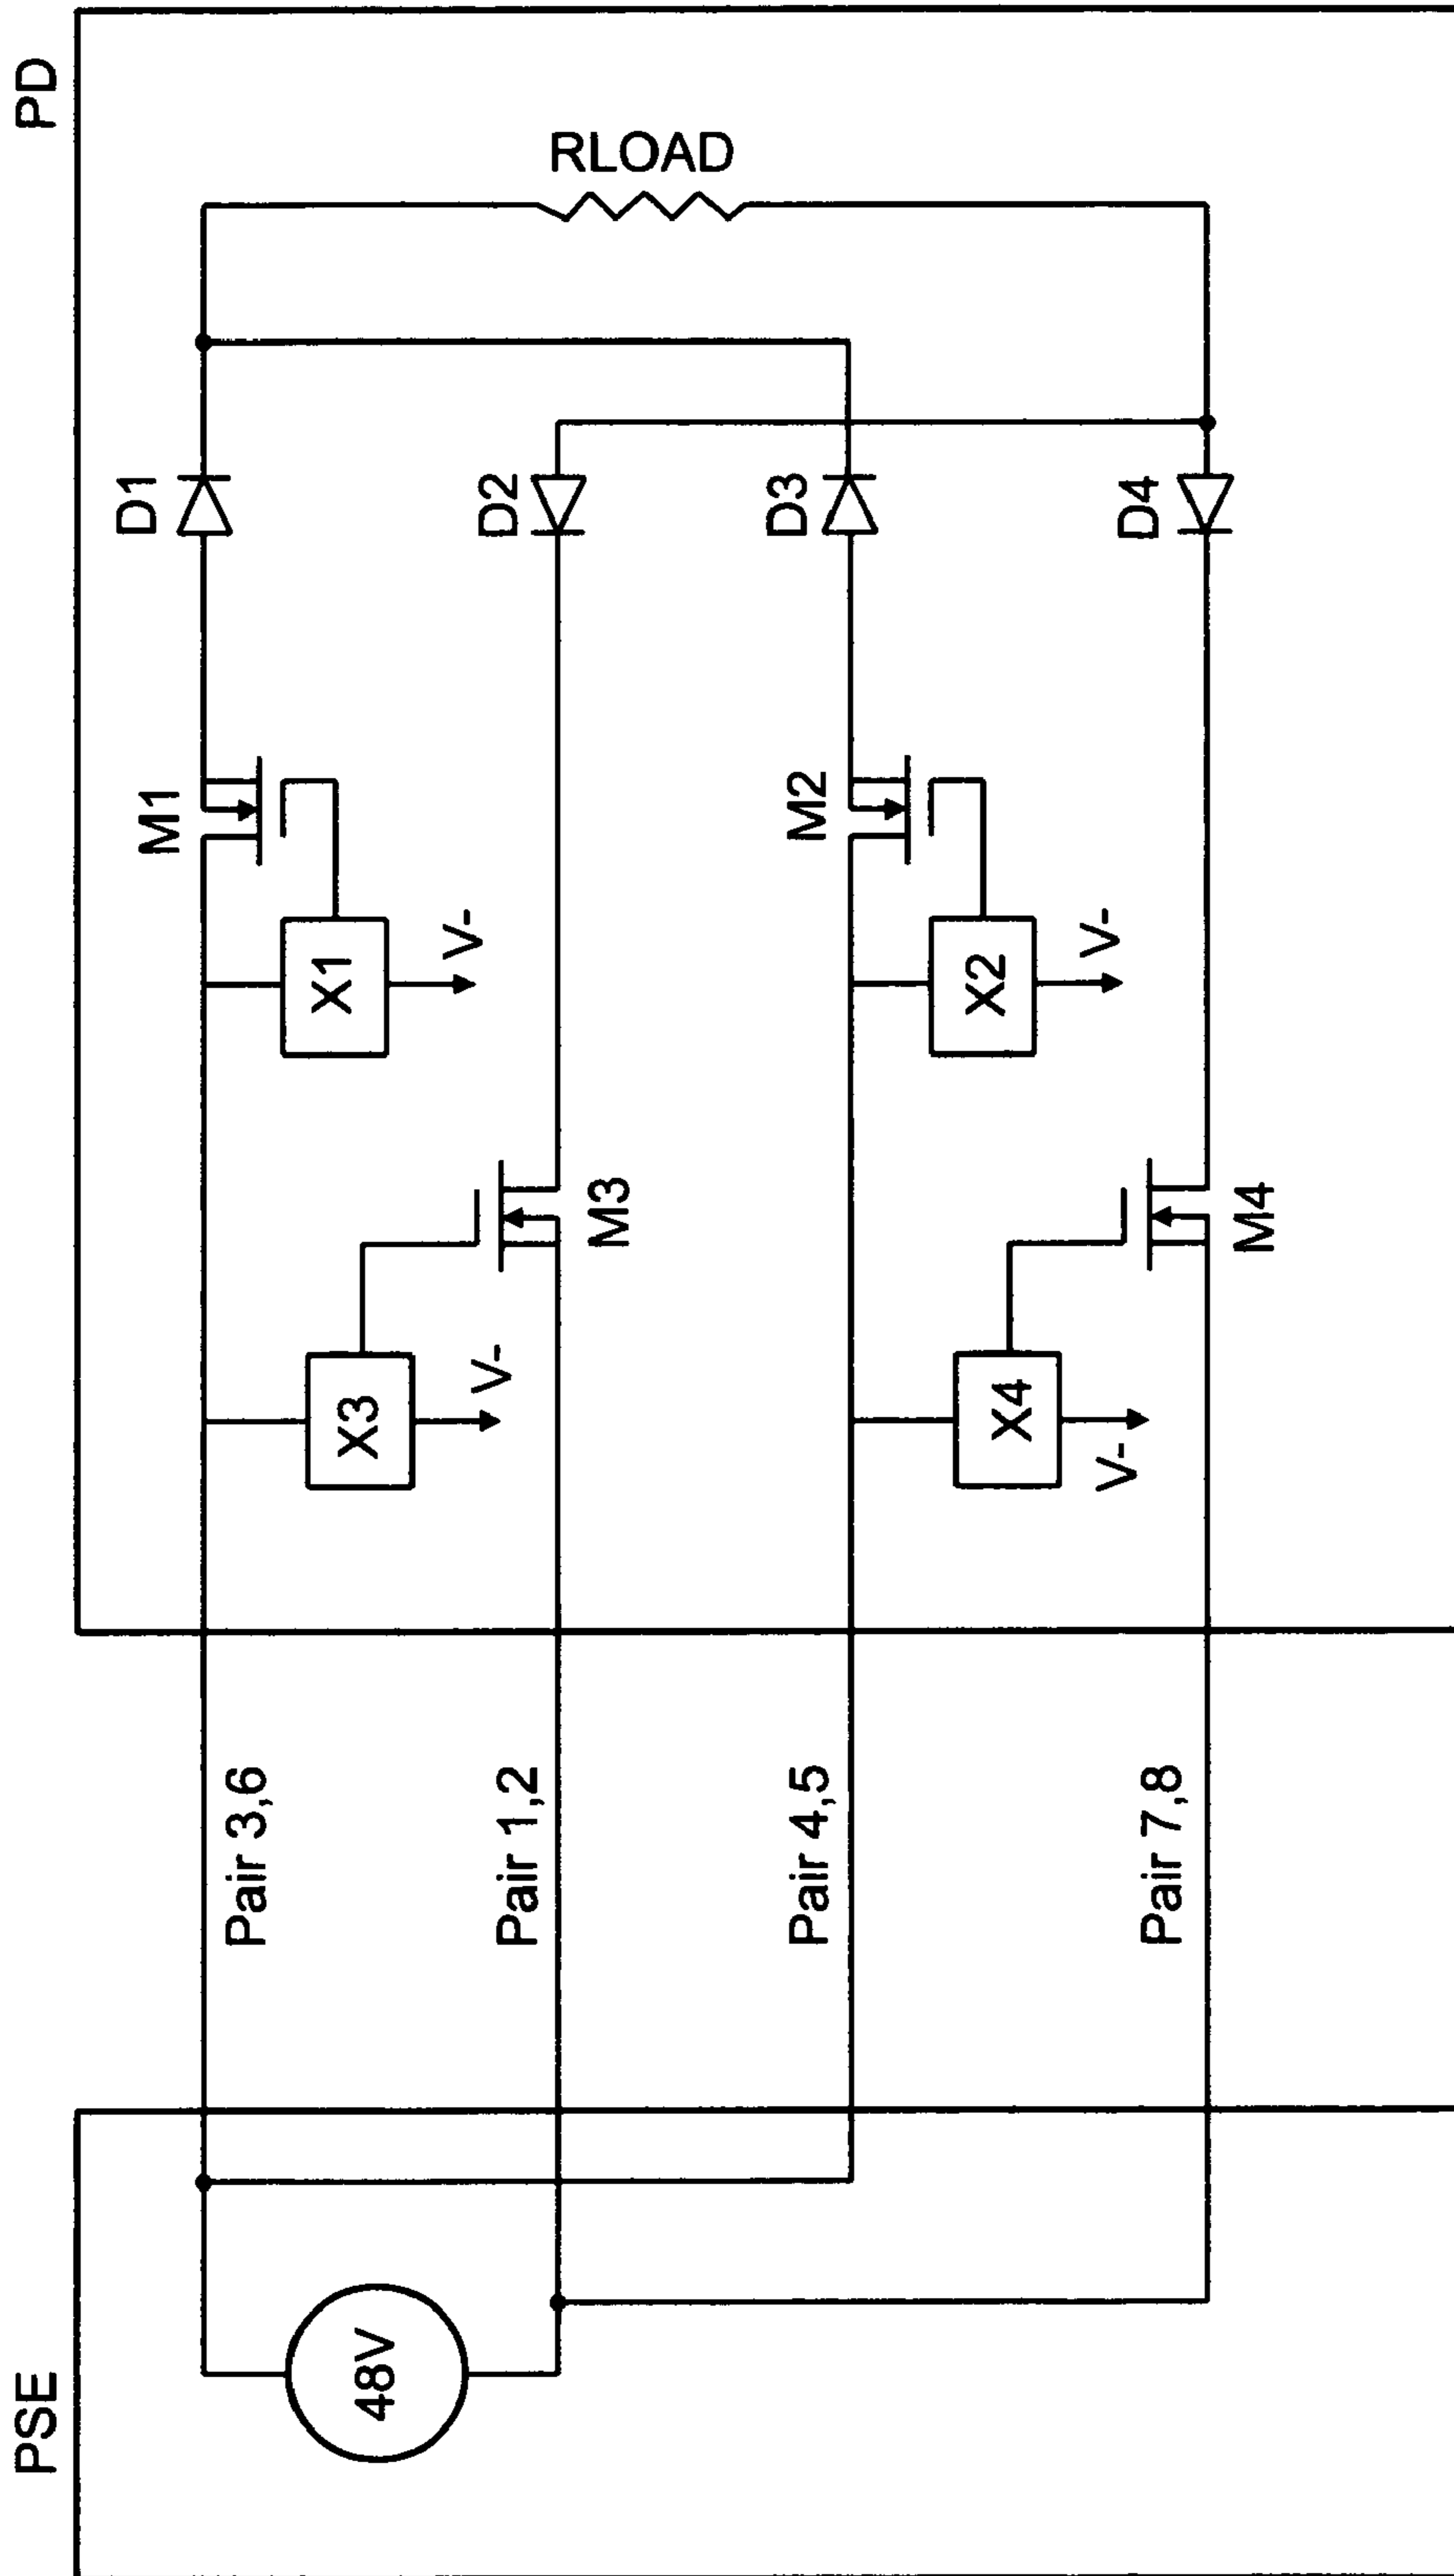 PSE
PD
48V
Pair 3,6
Pair 1,2
Pair 4,5
Pair 7,8
X3
V-
M3
X1
V-
M1
D1
D2
X4
V-
M4
X2
V-
M2
D3
D4
RLOAD